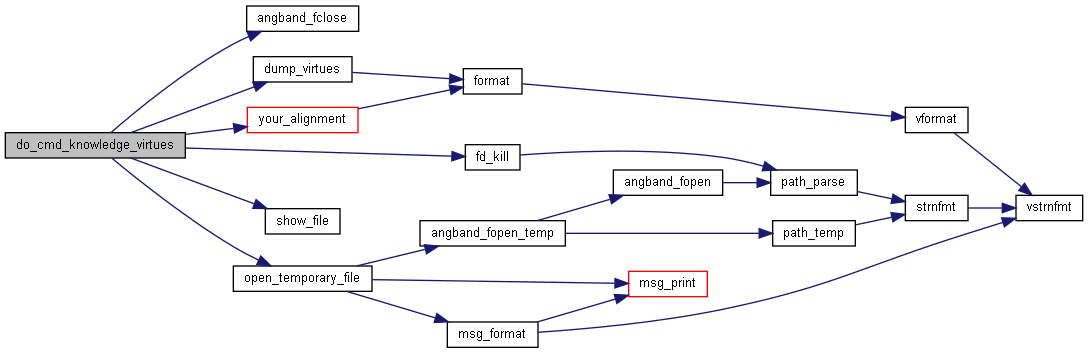 angband_fclose
dump_virtues
format
your_alignment
vformat
do_cmd_knowledge_virtues
fd_kill
angband_fopen
path_parse
show_file
strnfmt
vstrnfmt
angband_fopen_temp
path_temp
open_temporary_file
msg_print
msg_format